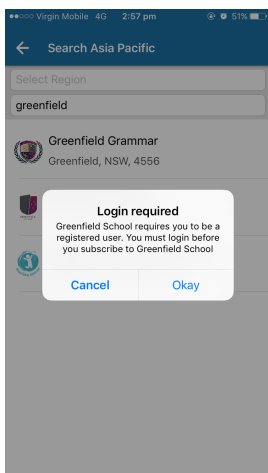 Virgin Mobile 4G 2:57 pm 51%
Search Asia Pacific
Select Region
greenfield
Greenfield Grammar
Greenfield, NSW, 4556
Login required
Greenfield School requires you to be a
registered user. You must login before
you subscribe to Greenfield School
Cancel Okay